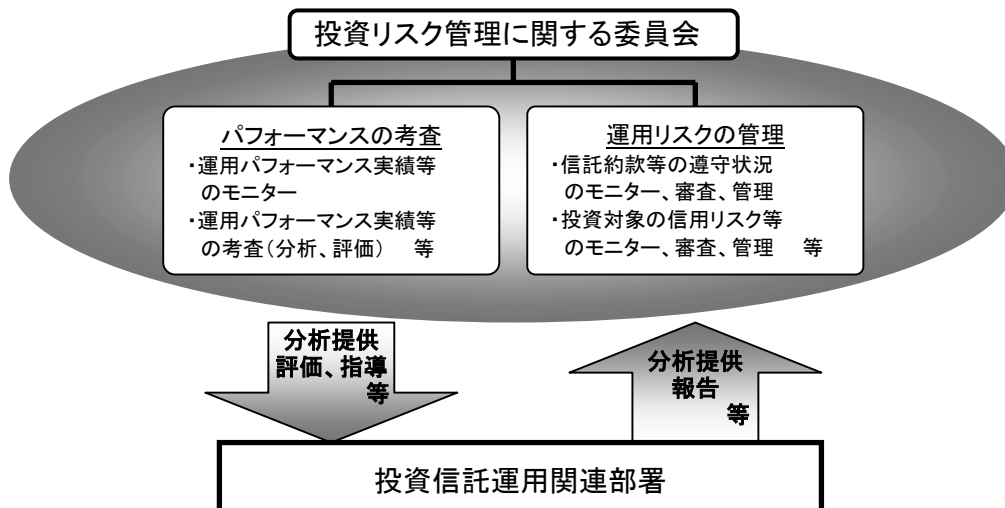 投資リスク管理に関する委員会
パフォーマンスの考査
・運用パフォーマンス実績等
のモニター
・運用パフォーマンス実績等
の考査(分析、評価) 等
運用リスクの管理
・信託約款等の遵守状況
のモニター、審査、管理
・投資対象の信用リスク等
のモニター、審査、管理 等
分析提供
評価、指導
等
分析提供
報告
等
投資信託運用関連部署